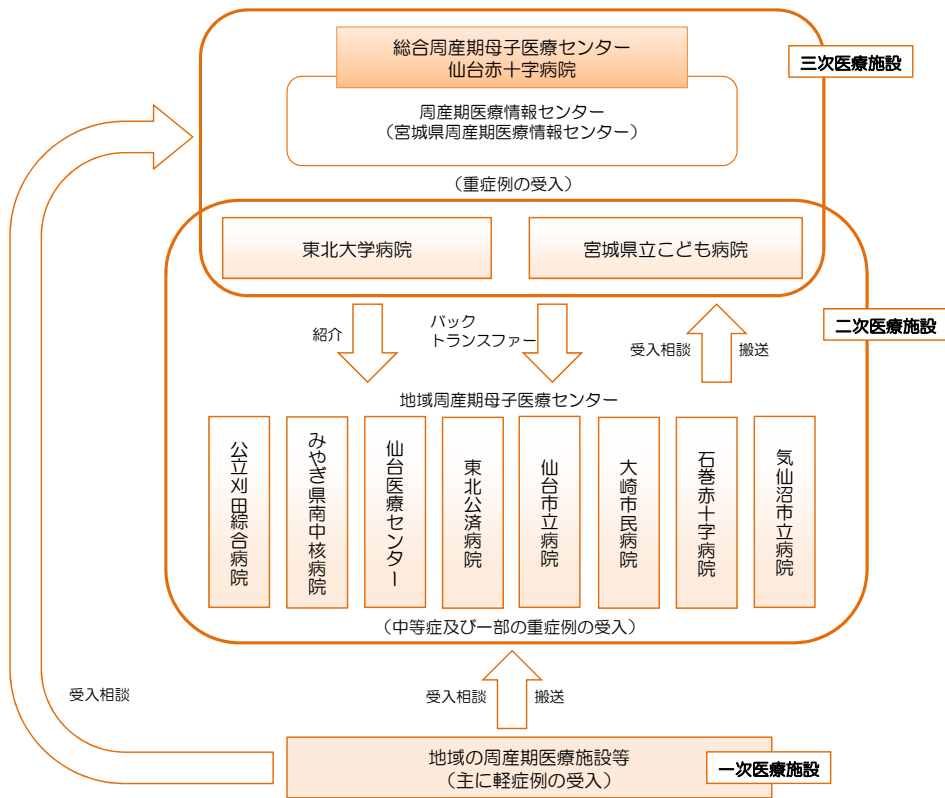 総合周産期母子医療センター
仙台赤十字病院
三次医療施設
周産期医療情報センター
（宮城県周産期医療情報センター）
（重症例の受入）
東北大学病院
宮城県立こども病院
二次医療施設
紹介
バック
トランスファー
受入相談
搬送
地域周産期母子医療センター
公立刈田綜合病院
みやぎ県南中核病院
仙台医療センター
東北公済病院
仙台市立病院
大崎市民病院
石巻赤十字病院
気仙沼市立病院
（中等症及び一部の重症例の受入）
受入相談
受入相談
搬送
地域の周産期医療施設等
（主に軽症例の受入）
一次医療施設